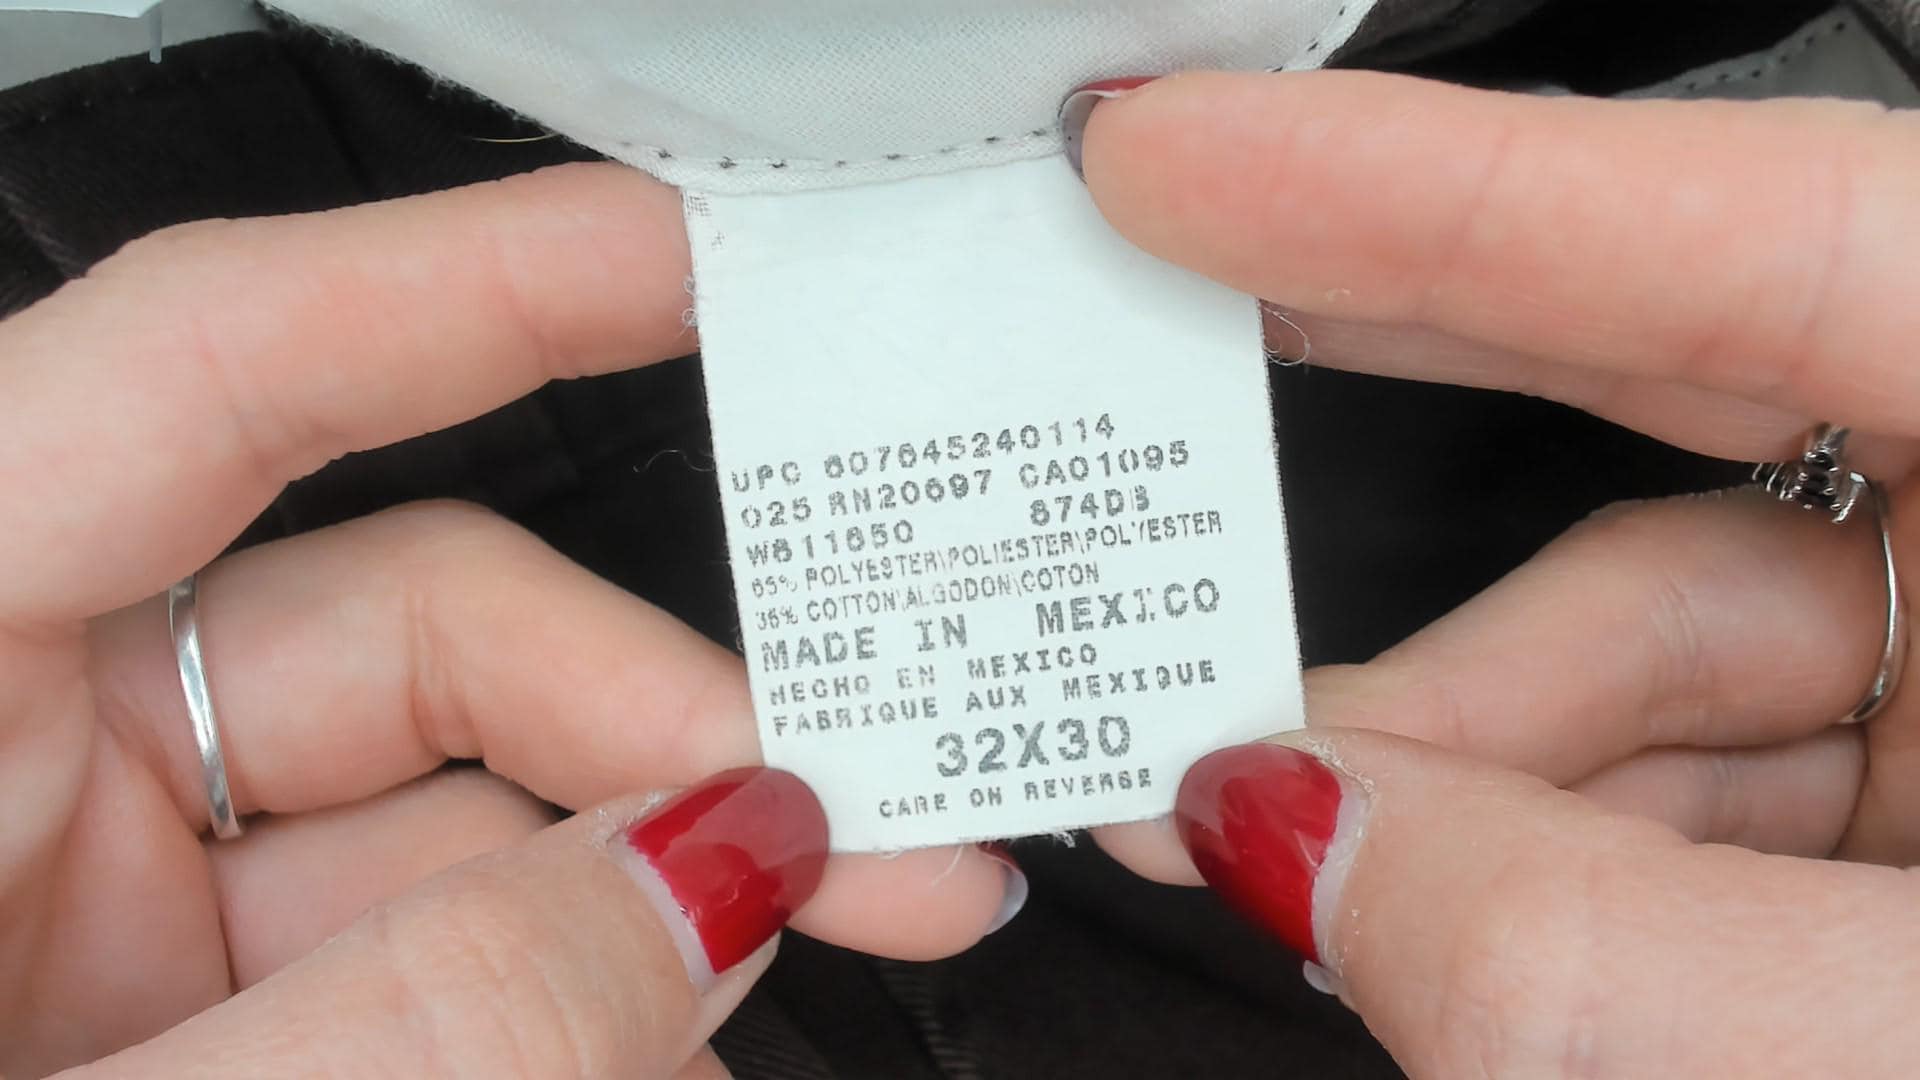 UPC 607645240114
025 RN20697 CA01095
W811650 874DB
65% POLYESTER\POLIESTER\POLYESTER
35% COTTON\ALGODON\COTON
MADE IN MEXICO
HECHO EN MEXICO
FABRIQUE AUX MEXIQUE
32X30
CARE ON REVERSE